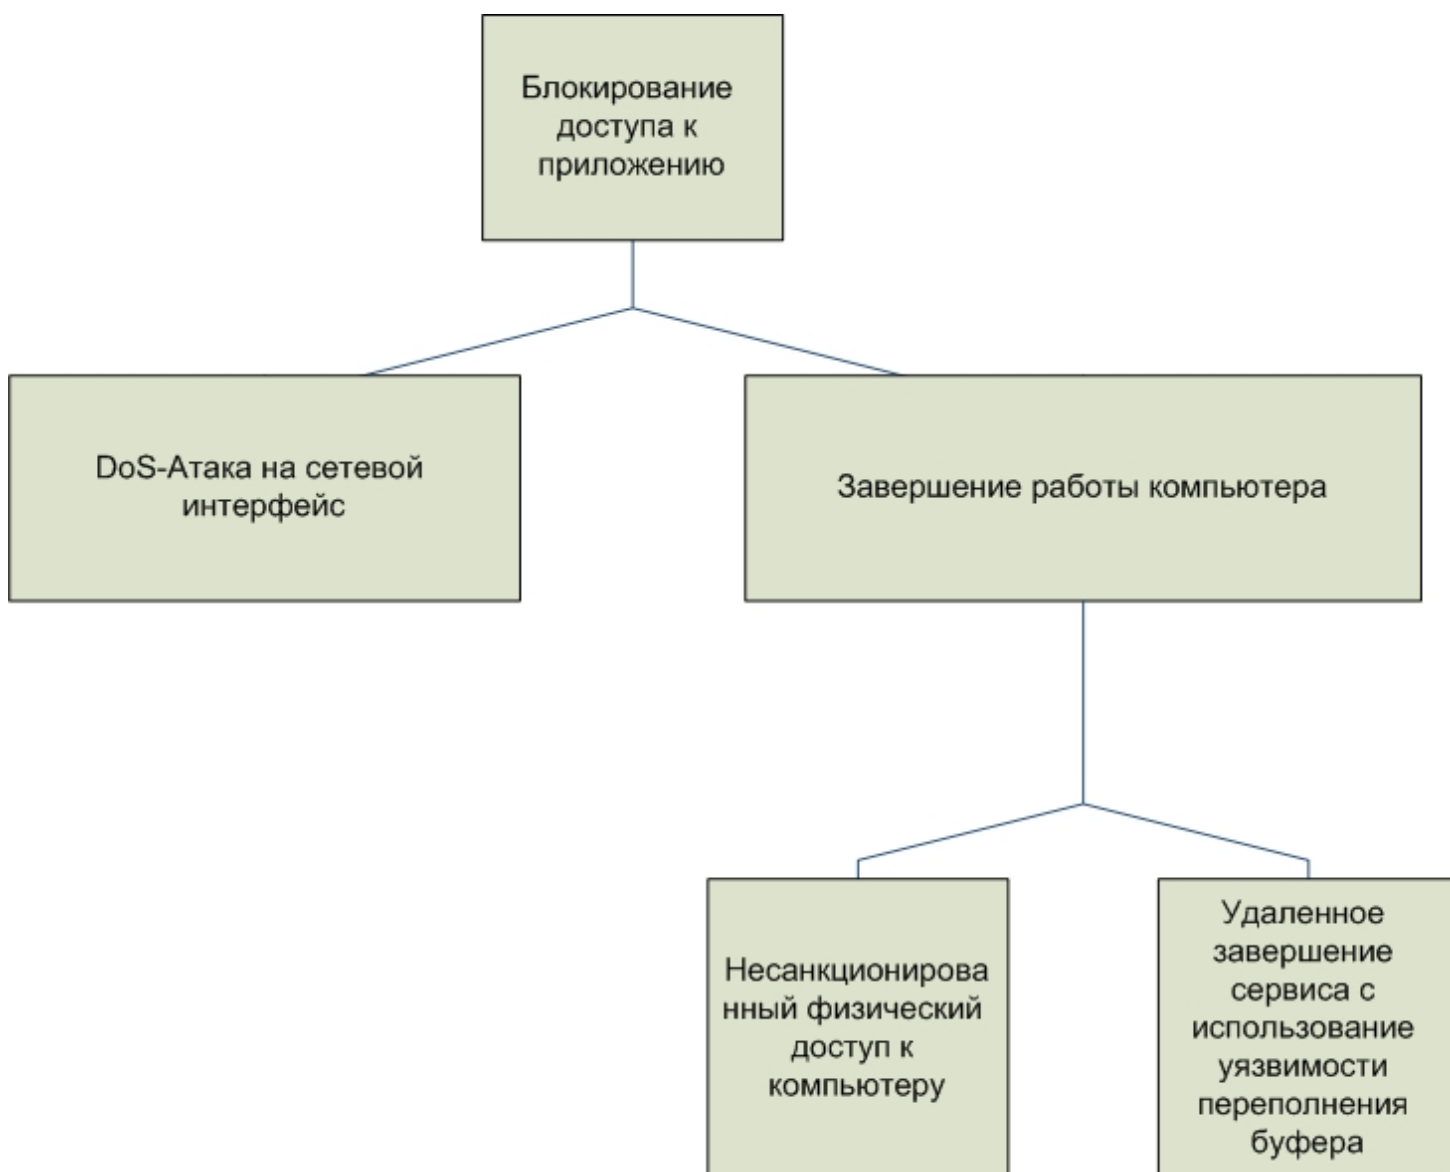 Блокирование
доступа к
приложению
DoS-Атака на сетевой
интерфейс
Завершение работы компьютера
Несанкционирова
нный физический
доступ к
компьютеру
Удаленное
завершение
сервиса с
использование
уязвимости
переполнения
буфера